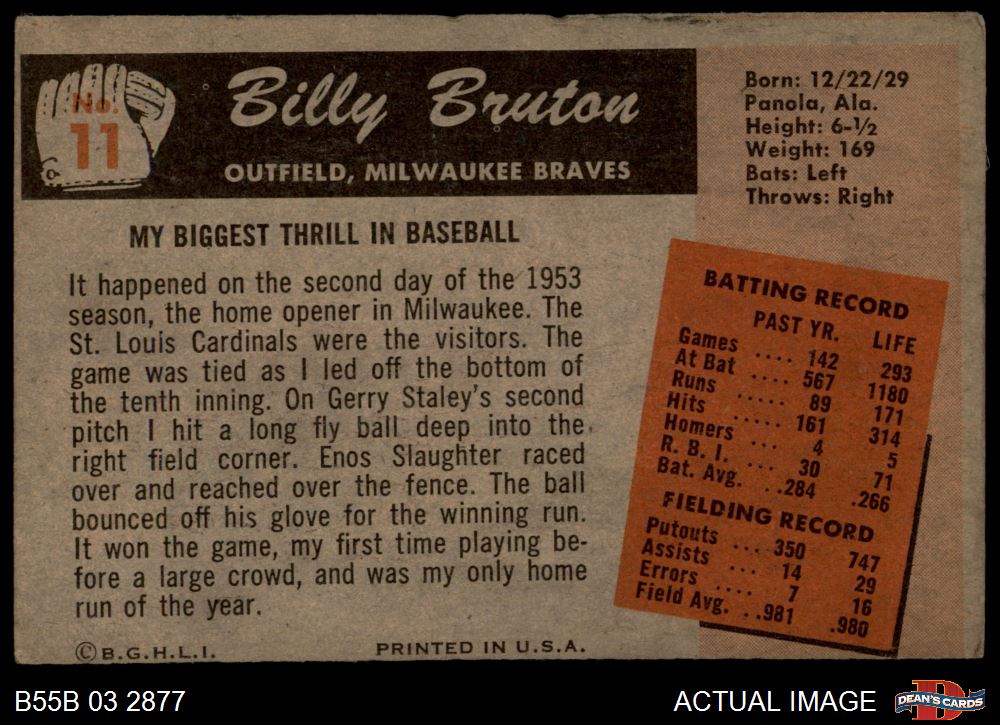 No.
11
Billy Bruton
OUTFIELD, MILWAUKEE BRAVES
Born: 12/22/29
Panola, Ala.
Height: 6-½
Weight: 169
Bats: Left
Throws: Right
MY BIGGEST THRILL IN BASEBALL
It happened on the second day of the 1953
season, the home opener in Milwaukee. The
St. Louis Cardinals were the visitors. The
game was tied as I led off the bottom of
the tenth inning. On Gerry Staley's second
pitch I hit a long fly ball deep into the
right field corner. Enos Slaughter raced
over and reached over the fence. The ball
bounced off his glove for the winning run.
It won the game, my first time playing be-
fore a large crowd, and was my only home
run of the year.
BATTING RECORD
PAST YR. LIFE
Games .... 142 293
At Bat .... 567 1180
Runs ..... 89 171
Hits ..... 161 314
Homers ... 4 5
R. B. I. ... 30 71
Bat. Avg. ..284 .266
FIELDING RECORD
Putouts ... 350 747
Assists ... 14 29
Errors .... 7 16
Field Avg. ..981 .980
© B.G.H.L.I. PRINTED IN U.S.A.
B55B 03 2877 ACTUAL IMAGE D DEAN'S CARDS